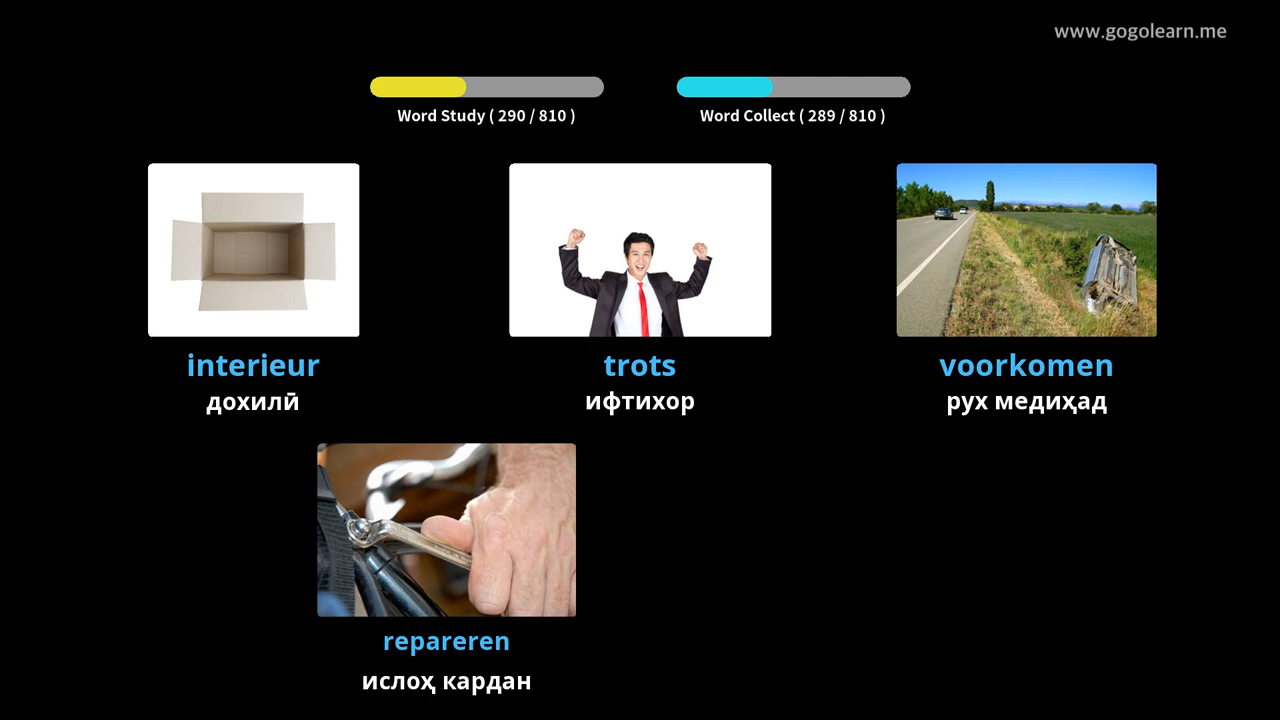 www.gogolearn.me
Word Study ( 290 / 810 )
Word Collect ( 289 / 810 )
interieur
дохилӣ
trots
ифтихор
voorkomen
рух медиҳад
repareren
ислоҳ кардан